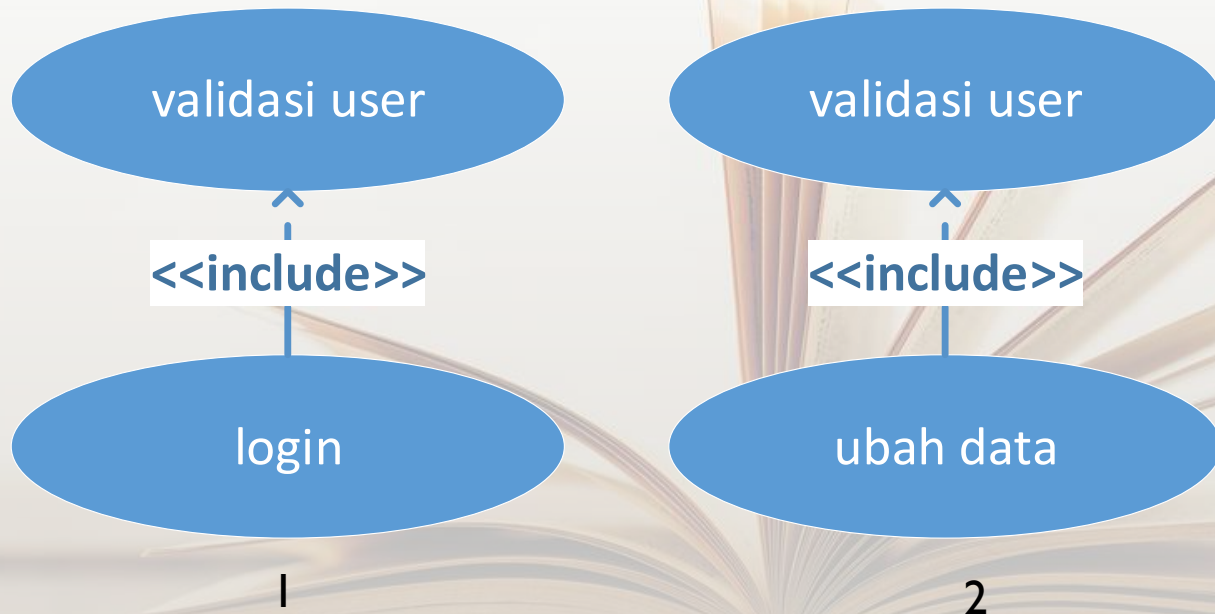 validasi user
validasi user
<<include>>
<<include>>
login
ubah data
1
2